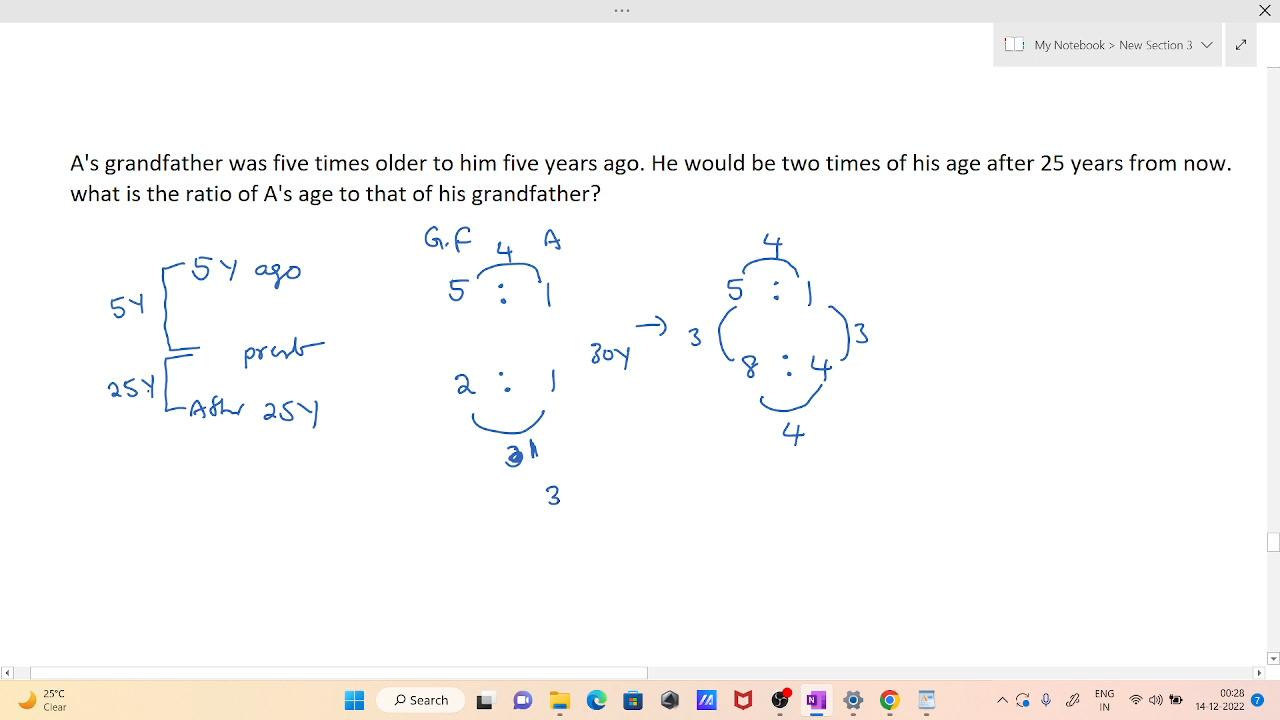 My Notebook > New Section 3
A's grandfather was five times older to him five years ago. He would be two times of his age after 25 years from now.
what is the ratio of A's age to that of his grandfather?
G.F 4 A
5 : 1
5Y ago
5Y
25Y
After 25Y
2 : 1
3
30Y →
4
5 : 1
3 3
8 : 4
4
25°C
Clear
Search
ENG
IN
00:28
14-12-2022
7